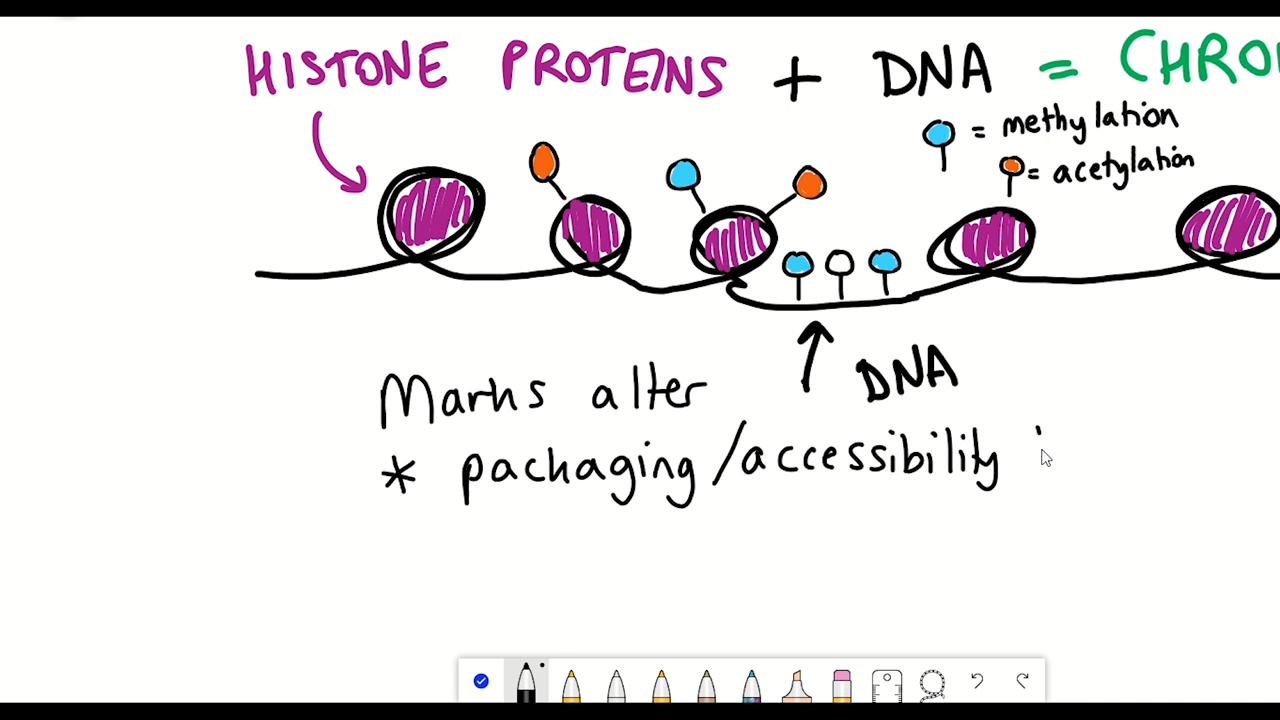 HISTONE PROTEINS + DNA = CHRO
= methylation
= acetylation
DNA
Marks alter
* packaging/accessibility